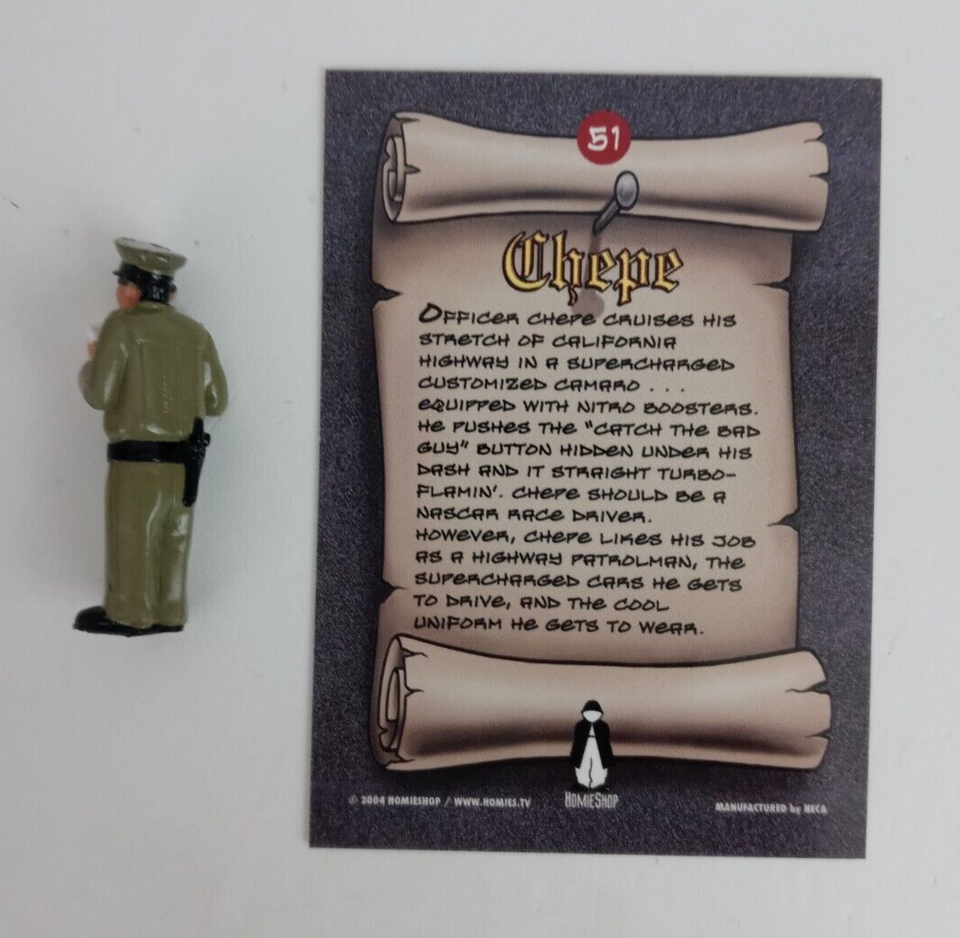 51
Chepe
OFFICER CHEPE CRUISES HIS
STRETCH OF CALIFORNIA
HIGHWAY IN A SUPERCHARGED
CUSTOMIZED CAMARO . . .
EQUIPPED WITH NITRO BOOSTERS.
HE PUSHES THE "CATCH THE BAD
GUY" BUTTON HIDDEN UNDER HIS
DASH AND IT STRAIGHT TURBO-
FLAMIN'. CHEPE SHOULD BE A
NASCAR RACE DRIVER.
HOWEVER, CHEPE LIKES HIS JOB
AS A HIGHWAY PATROLMAN, THE
SUPERCHARGED CARS HE GETS
TO DRIVE, AND THE COOL
UNIFORM HE GETS TO WEAR.
© 2004 HOMIESHOP / WWW.HOMIES.TV
HOMIESHOP
MANUFACTURED by NECA